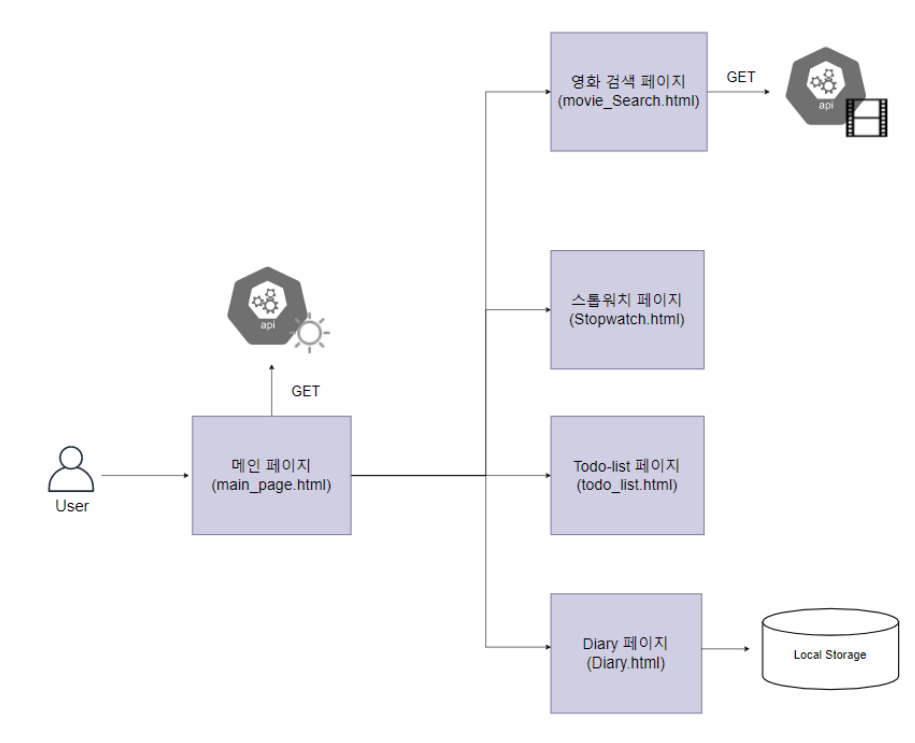 영화 검색 페이지
(movie_Search.html)
GET
api
스톱워치 페이지
(Stopwatch.html)
api
GET
메인 페이지
(main_page.html)
User
Todo-list 페이지
(todo_list.html)
Diary 페이지
(Diary.html)
Local Storage